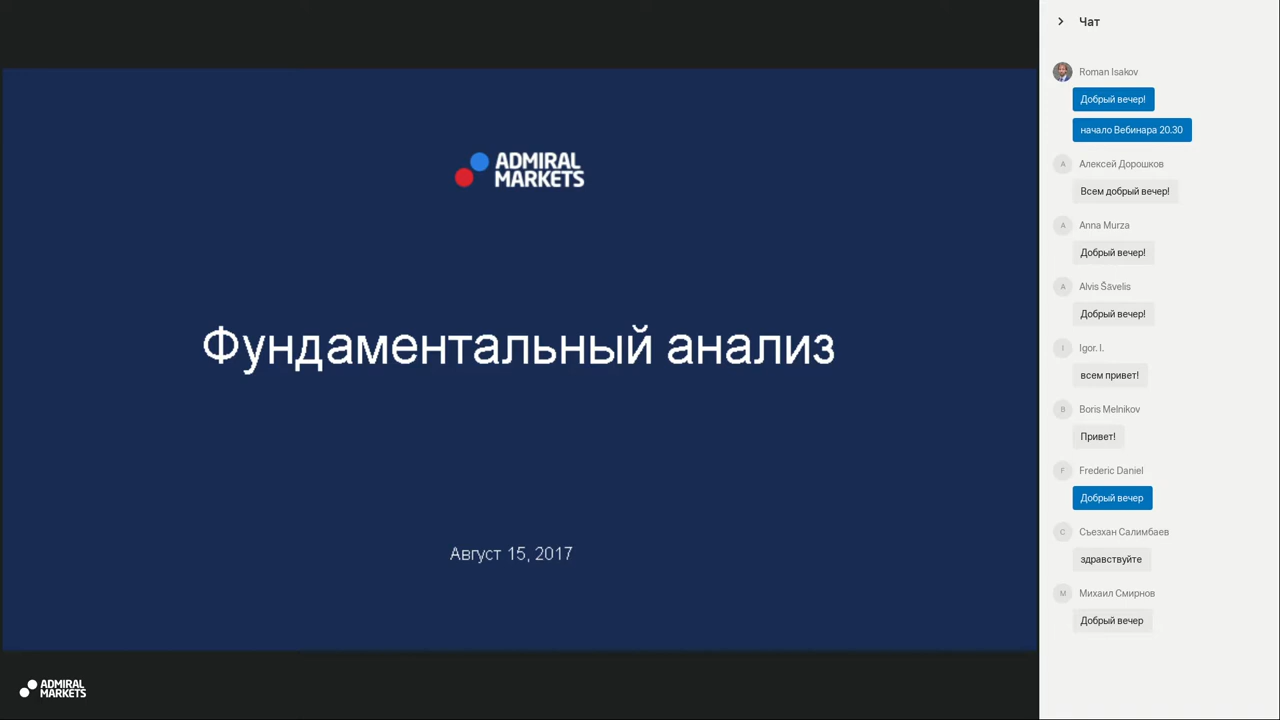 ADMIRAL
MARKETS
Фундаментальный анализ
Август 15, 2017
ADMIRAL
MARKETS
Чат
Roman Isakov
Добрый вечер!
начало Вебинара 20.30
А
Алексей Дорошков
Всем добрый вечер!
A
Anna Murza
Добрый вечер!
A
Alvis Šāvelis
Добрый вечер!
I
Igor. I.
всем привет!
B
Boris Melnikov
Привет!
F
Frederic Daniel
Добрый вечер
С
Съезхан Салимбаев
здравствуйте
М
Михаил Смирнов
Добрый вечер